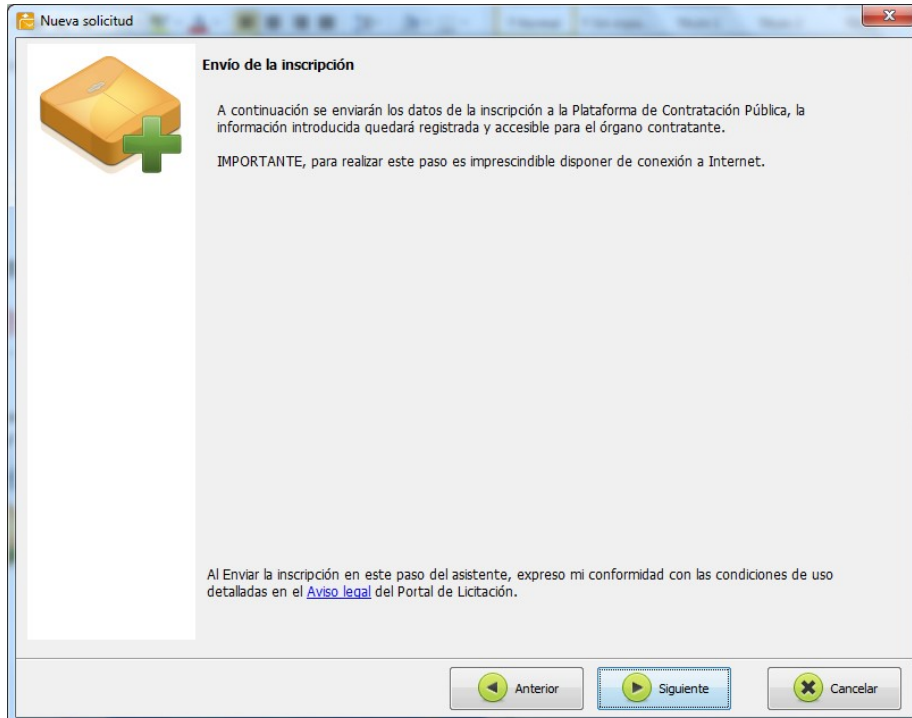 Nueva solicitud
Envío de la inscripción
A continuación se enviarán los datos de la inscripción a la Plataforma de Contratación Pública, la
información introducida quedará registrada y accesible para el órgano contratante.
IMPORTANTE, para realizar este paso es imprescindible disponer de conexión a Internet.
Al Enviar la inscripción en este paso del asistente, expreso mi conformidad con las condiciones de uso
detalladas en el Aviso legal del Portal de Licitación.
Anterior
Siguiente
Cancelar